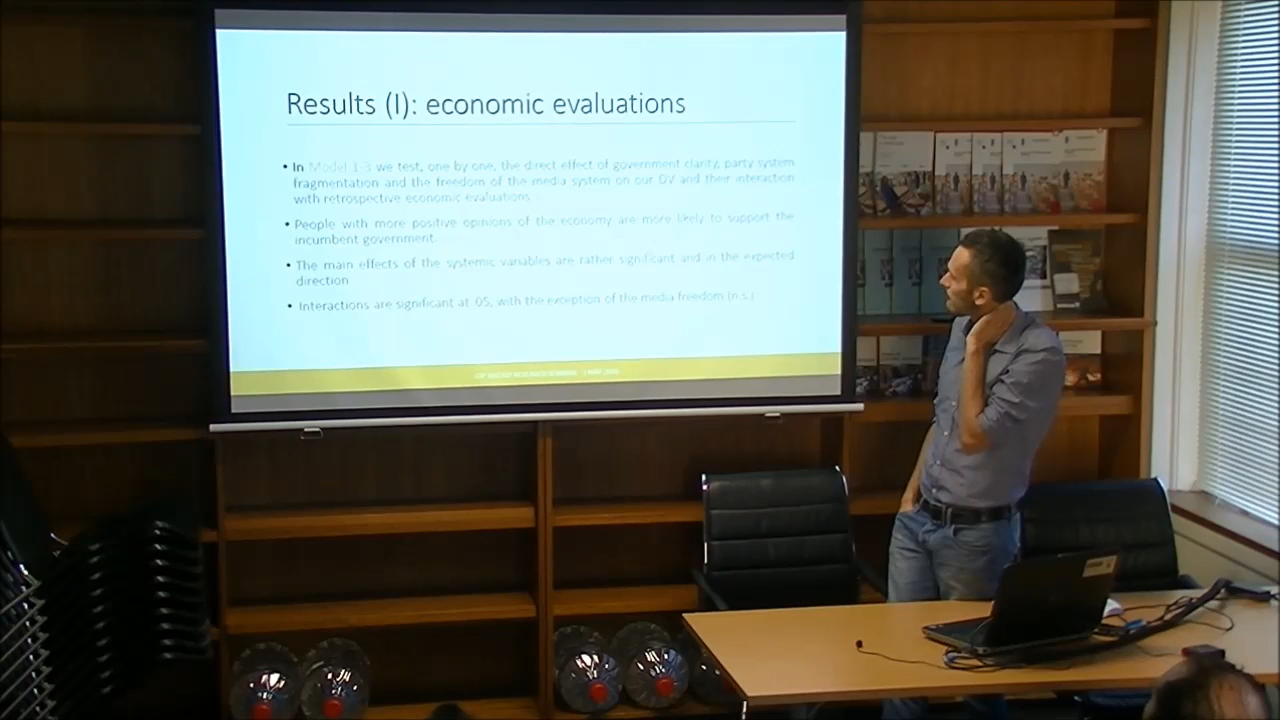 Results (I): economic evaluations
• In Model 1-3 we test, one by one, the direct effect of government clarity, party system
fragmentation and the freedom of the media system on our DV and their interaction
with retrospective economic evaluations
• People with more positive opinions of the economy are more likely to support the
incumbent government.
• The main effects of the systemic variables are rather significant and in the expected
direction
• Interactions are significant at .05, with the exception of the media freedom (n.s.)